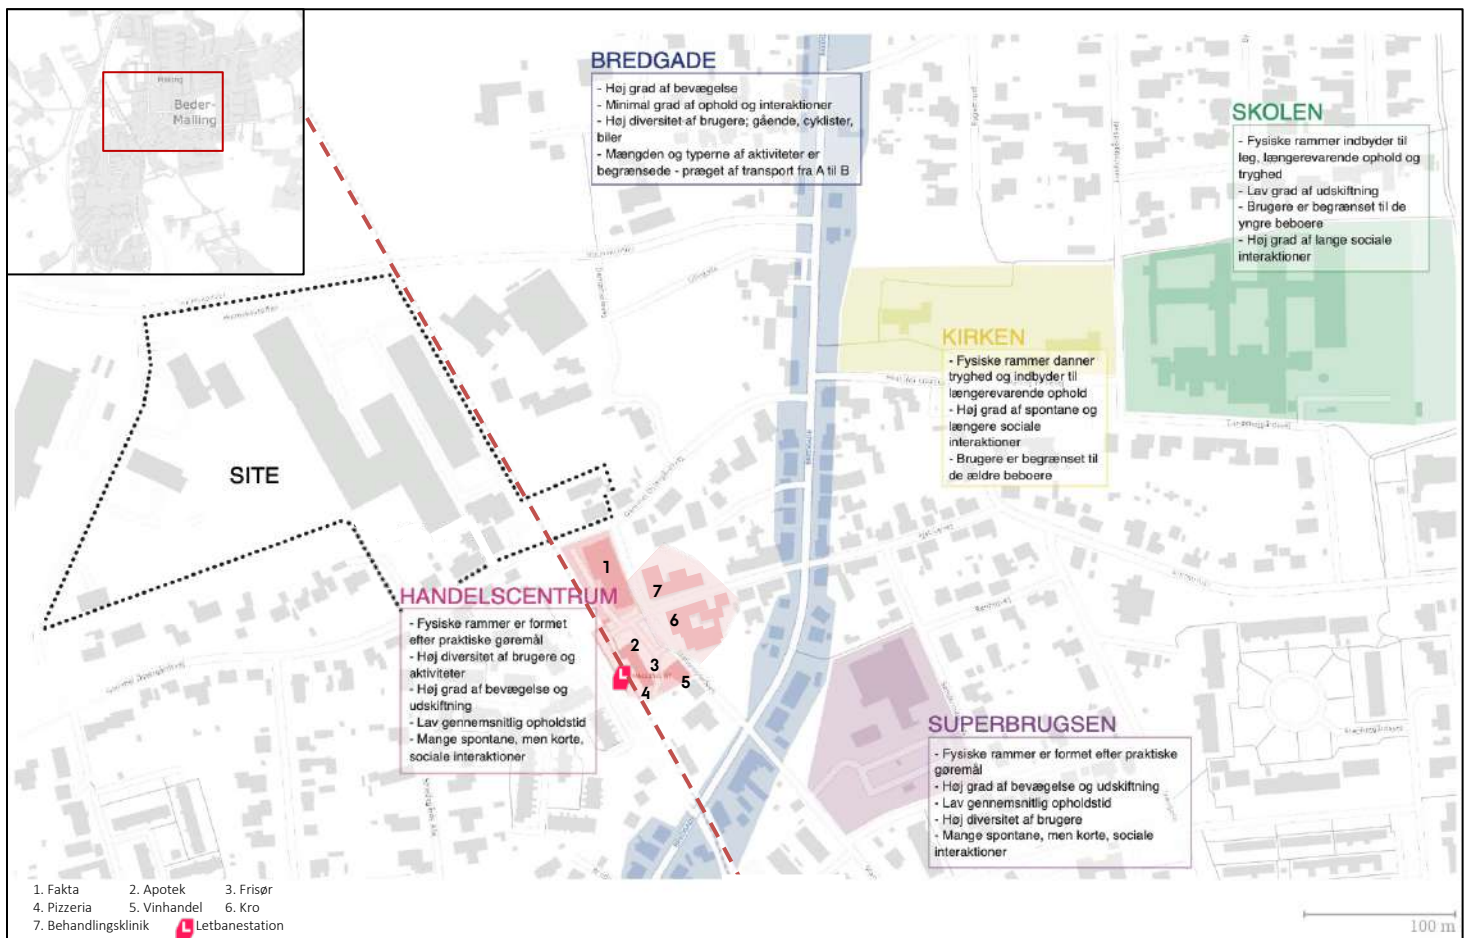 Malling
Beder-
Malling
BREDGADE
- Høj grad af bevægelse
- Minimal grad af ophold og interaktioner
- Høj diversitet af brugere; gående, cyklister,
biler
- Mængden og typerne af aktiviteter er
begrænsede - præget af transport fra A til B
SKOLEN
- Fysiske rammer indbyder til
leg, længerevarende ophold og
tryghed
- Lav grad af udskiftning
- Brugere er begrænset til de
yngre beboere
- Høj grad af lange sociale
interaktioner
KIRKEN
- Fysiske rammer danner
tryghed og indbyder til
længerevarende ophold
- Høj grad af spontane og
længere sociale
interaktioner
- Brugere er begrænset til
de ældre beboere
SITE
HANDELSCENTRUM
- Fysiske rammer er formet
efter praktiske gøremål
- Høj diversitet af brugere og
aktiviteter
- Høj grad af bevægelse og
udskiftning
- Lav gennemsnitlig opholdstid
- Mange spontane, men korte,
sociale interaktioner
1
7
6
2
3
5
4
L
SUPERBRUGSEN
- Fysiske rammer er formet efter praktiske
gøremål
- Høj grad af bevægelse og udskiftning
- Lav gennemsnitlig opholdstid
- Høj diversitet af brugere
- Mange spontane, men korte, sociale
interaktioner
1. Fakta 2. Apotek 3. Frisør
4. Pizzeria 5. Vinhandel 6. Kro
7. Behandlingsklinik L Letbanestation
100 m